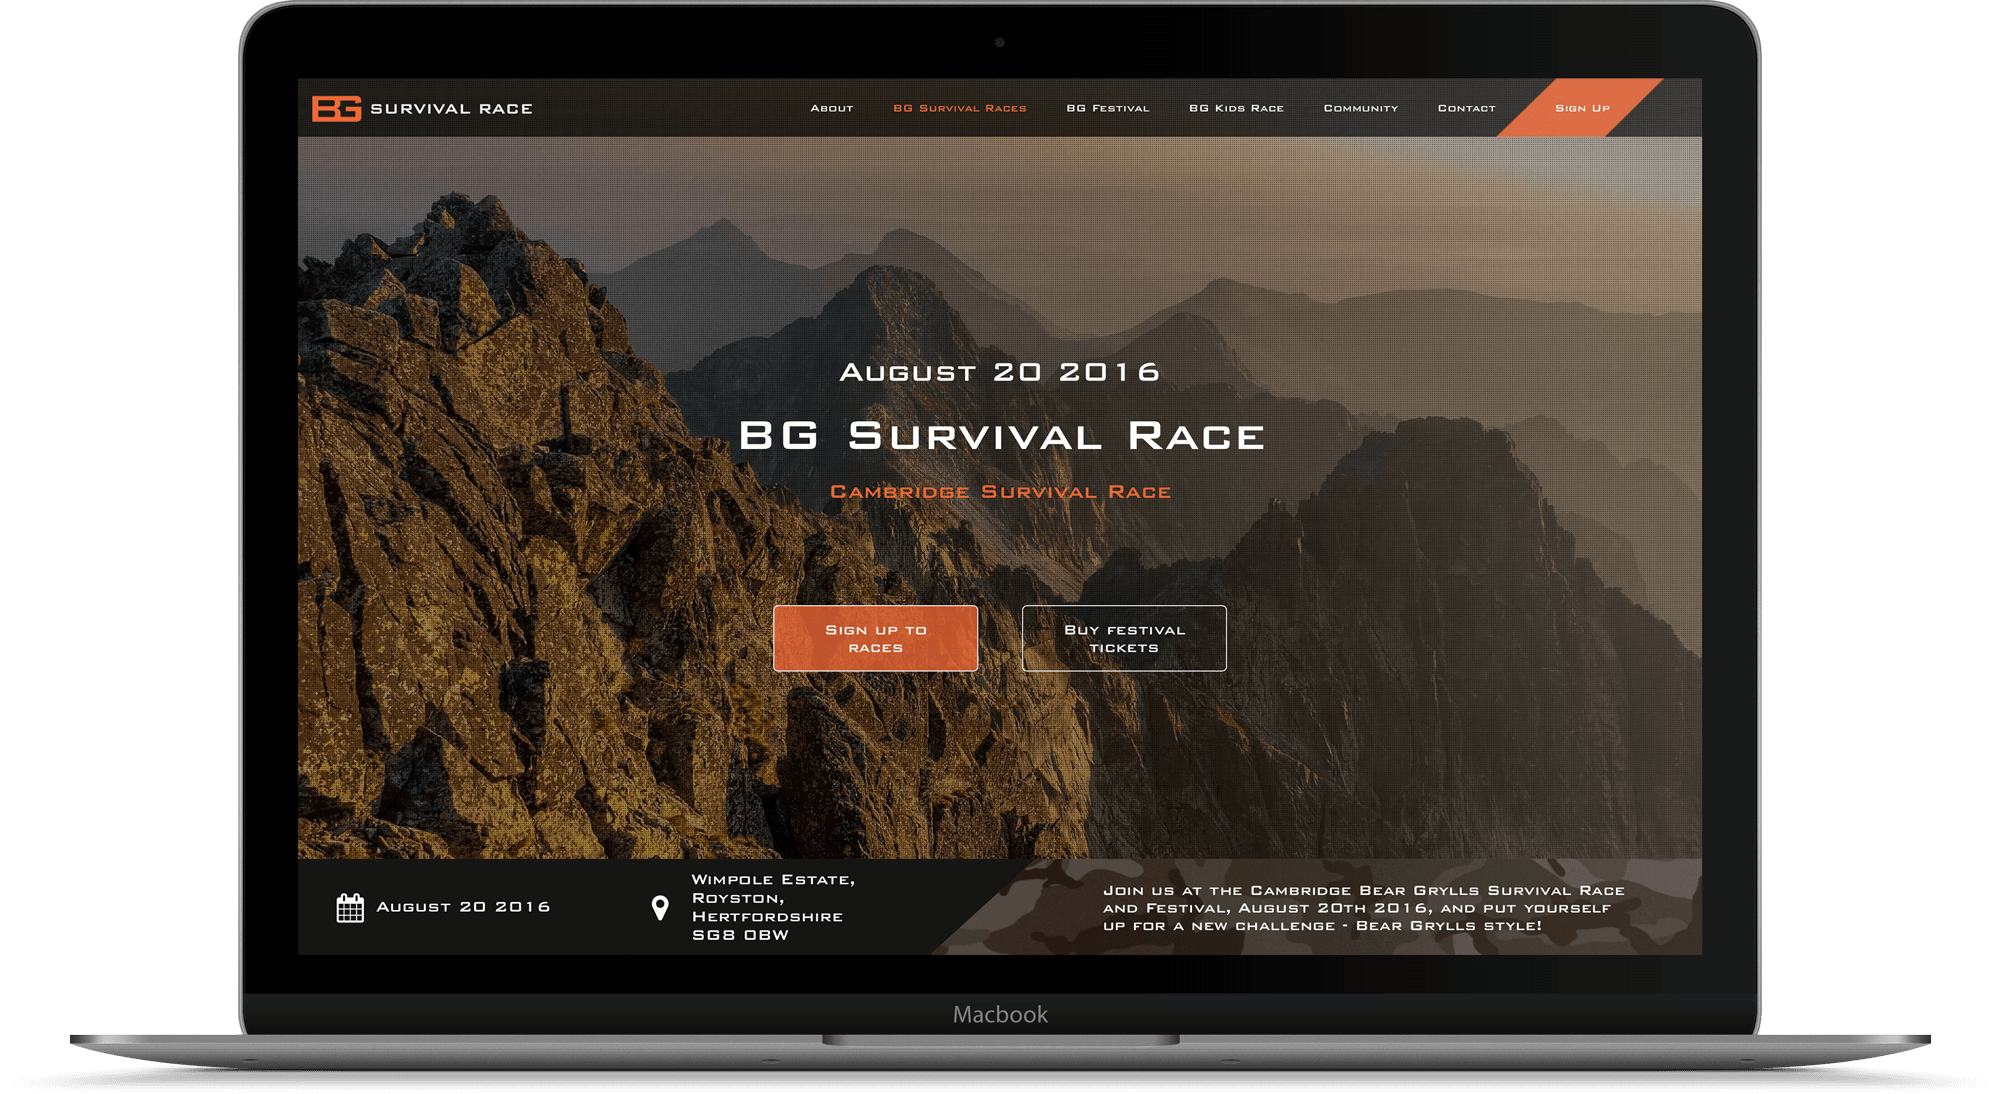 BG SURVIVAL RACE
About
BG Survival Races
BG Festival
BG Kids Race
Community
Contact
Sign Up
August 20 2016
BG Survival Race
Cambridge Survival Race
Sign up to
races
Buy festival
tickets
August 20 2016
Wimpole Estate,
Royston,
Hertfordshire
SG8 0BW
Join us at the Cambridge Bear Grylls Survival Race
and Festival, August 20th 2016, and put yourself
up for a new challenge - Bear Grylls style!
Macbook